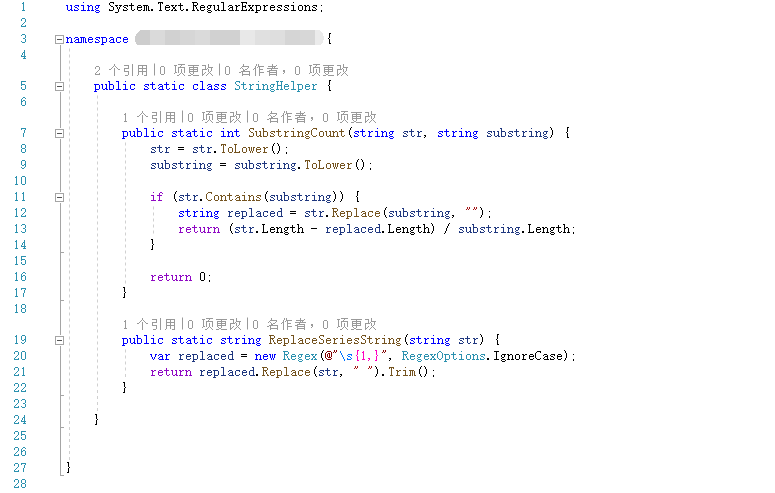 1 using System.Text.RegularExpressions;
2
3 namespace {
4
2 个引用|0 项更改|0 名作者, 0 项更改
5 public static class StringHelper {
6
1 个引用|0 项更改|0 名作者, 0 项更改
7 public static int SubstringCount(string str, string substring) {
8 str = str.ToLower();
9 substring = substring.ToLower();
10
11 if (str.Contains(substring)) {
12 string replaced = str.Replace(substring, "");
13 return (str.Length - replaced.Length) / substring.Length;
14 }
15
16 return 0;
17 }
18
1 个引用|0 项更改|0 名作者, 0 项更改
19 public static string ReplaceSeriesString(string str) {
20 var replaced = new Regex(@"\s{1,}", RegexOptions.IgnoreCase);
21 return replaced.Replace(str, " ").Trim();
22 }
23
24 }
25
26
27 }
28